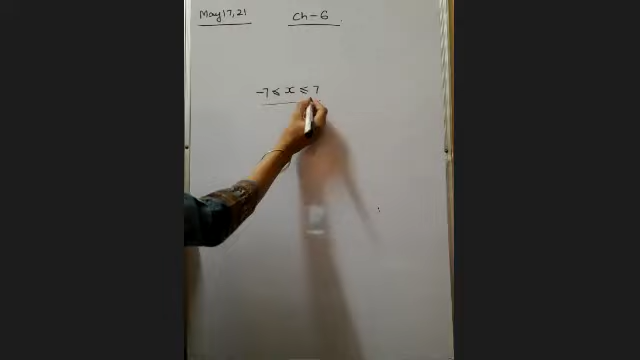 May 17, 21
Ch-6
-7 ⩽ x ⩽ 7